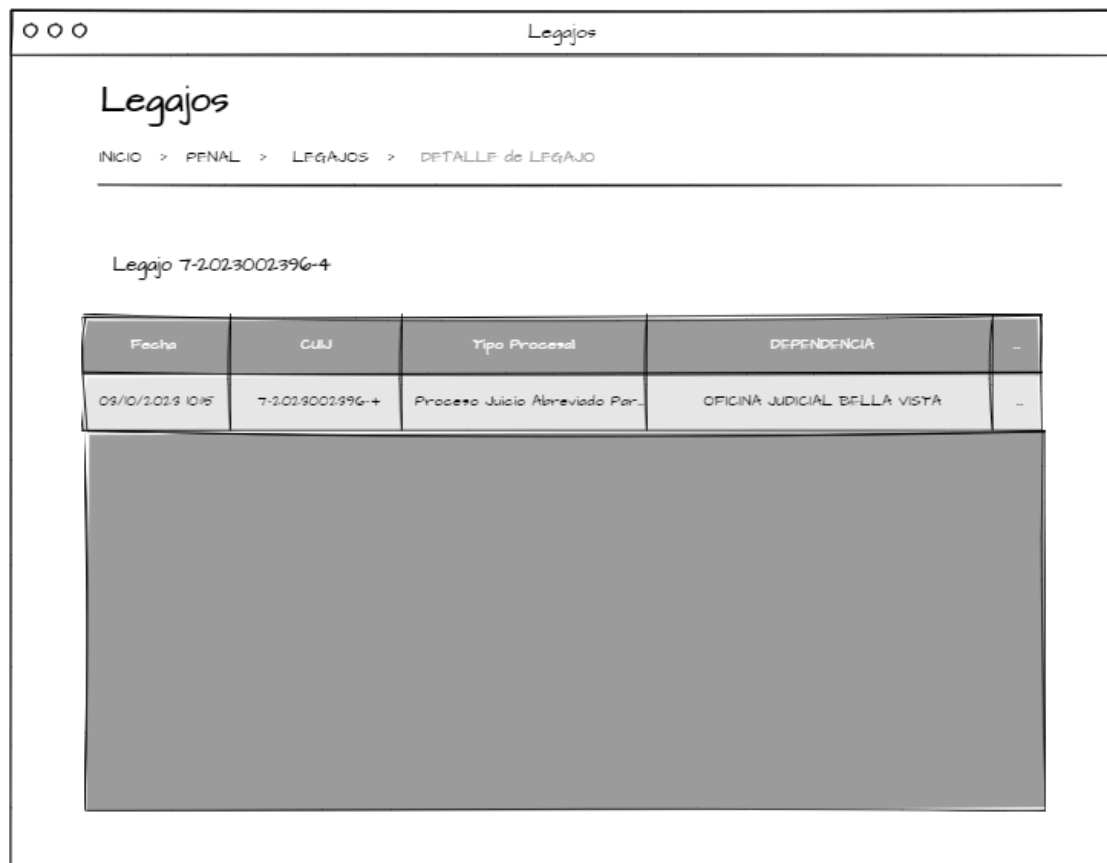 Legajos
Legajos
INICIO > PENAL > LEGAJOS > DETALLE de LEGAJO
Legajo 7-2023002396-4
Fecha CUIJ Tipo Procesal DEPENDENCIA ...
03/10/2023 10:15 7-2023002396-4 Proceso Juicio Abreviado Par... OFICINA JUDICIAL BELLA VISTA ...